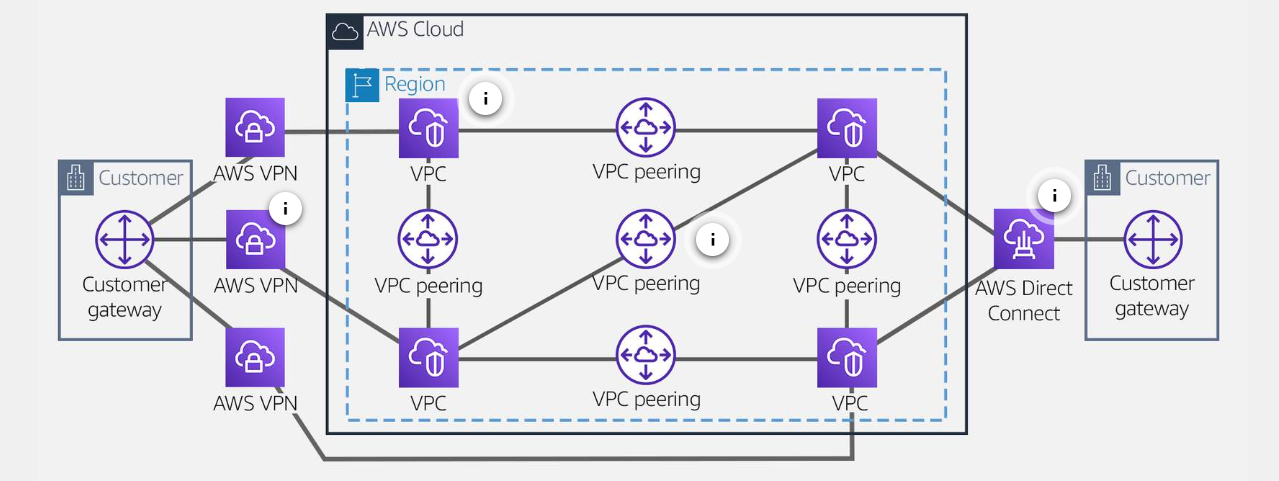 AWS Cloud
Region
i
AWS VPN
VPC
VPC peering
VPC
Customer
Customer
i
i
i
Customer
gateway
AWS VPN
VPC peering
VPC peering
VPC peering
AWS Direct
Connect
Customer
gateway
AWS VPN
VPC
VPC peering
VPC